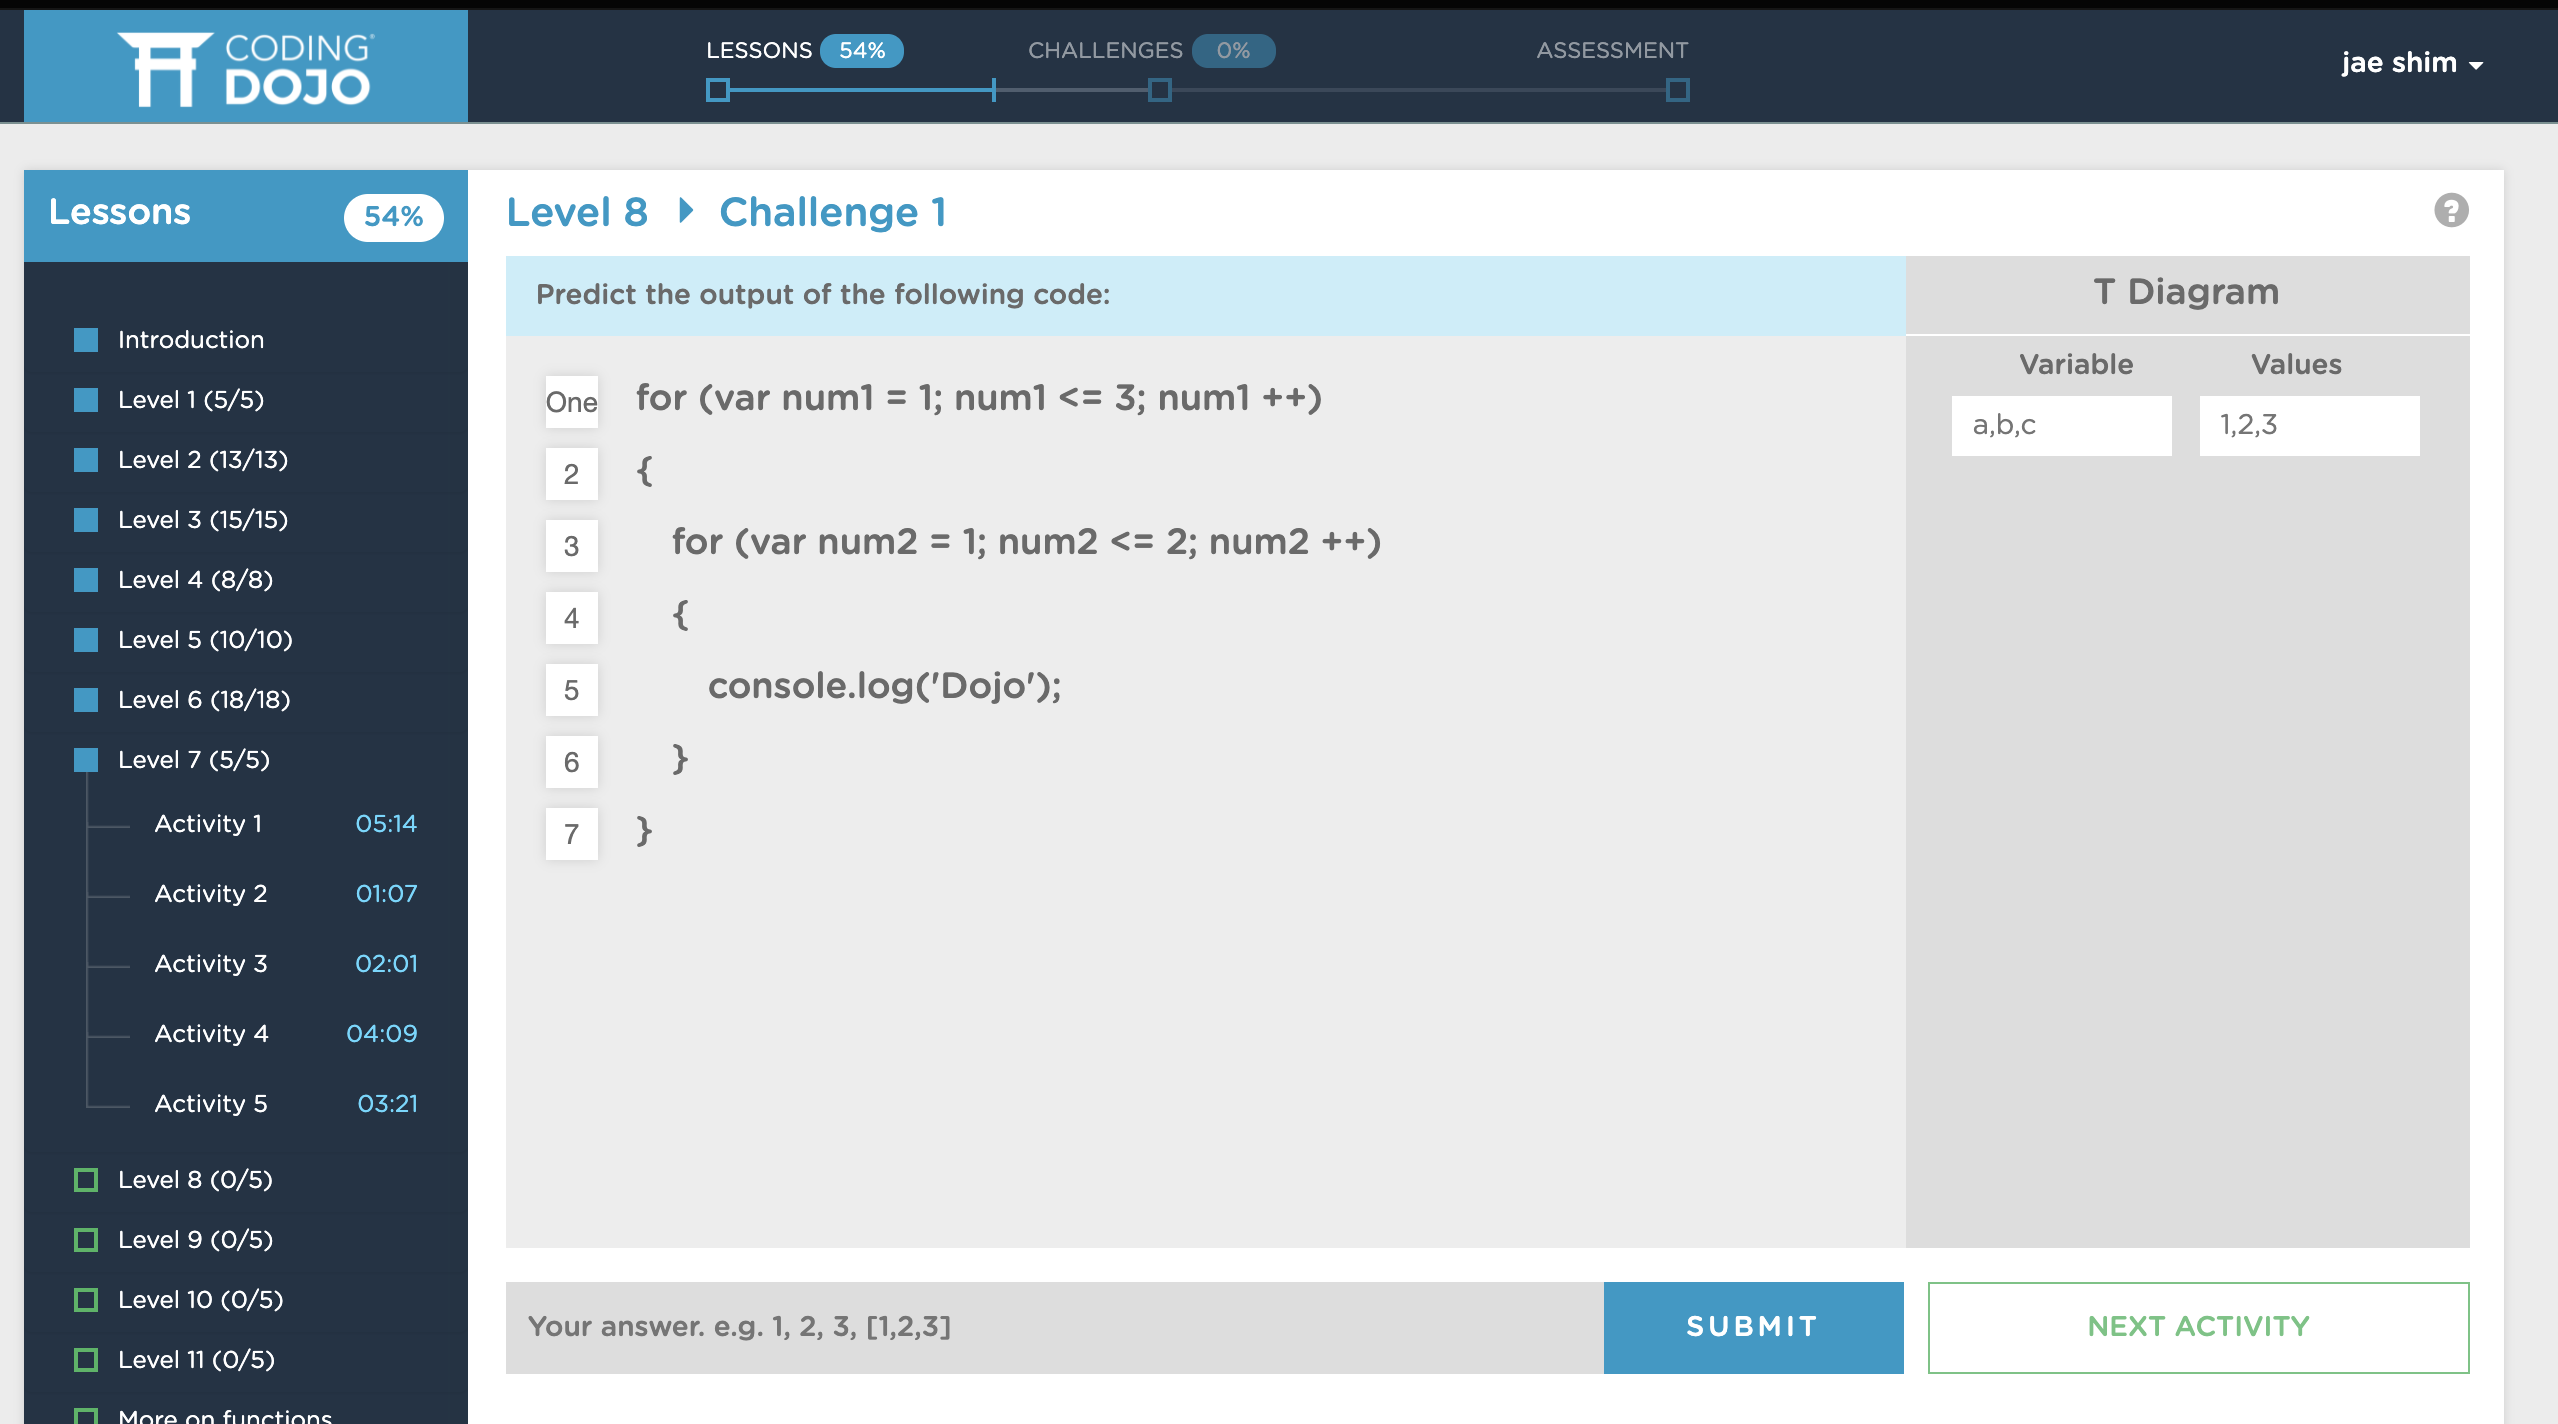 CODING
DOJO
LESSONS 54%
CHALLENGES 0%
ASSESSMENT
jae shim
Lessons 54%
Introduction
Level 1 (5/5)
Level 2 (13/13)
Level 3 (15/15)
Level 4 (8/8)
Level 5 (10/10)
Level 6 (18/18)
Level 7 (5/5)
Activity 1 05:14
Activity 2 01:07
Activity 3 02:01
Activity 4 04:09
Activity 5 03:21
Level 8 (0/5)
Level 9 (0/5)
Level 10 (0/5)
Level 11 (0/5)
More on functions
Level 8 Challenge 1
?
Predict the output of the following code:
One for (var num1 = 1; num1 <= 3; num1 ++)
2 {
3 for (var num2 = 1; num2 <= 2; num2 ++)
4 {
5 console.log('Dojo');
6 }
7 }
T Diagram
Variable Values
a,b,c 1,2,3
Your answer. e.g. 1, 2, 3, [1,2,3]
SUBMIT
NEXT ACTIVITY